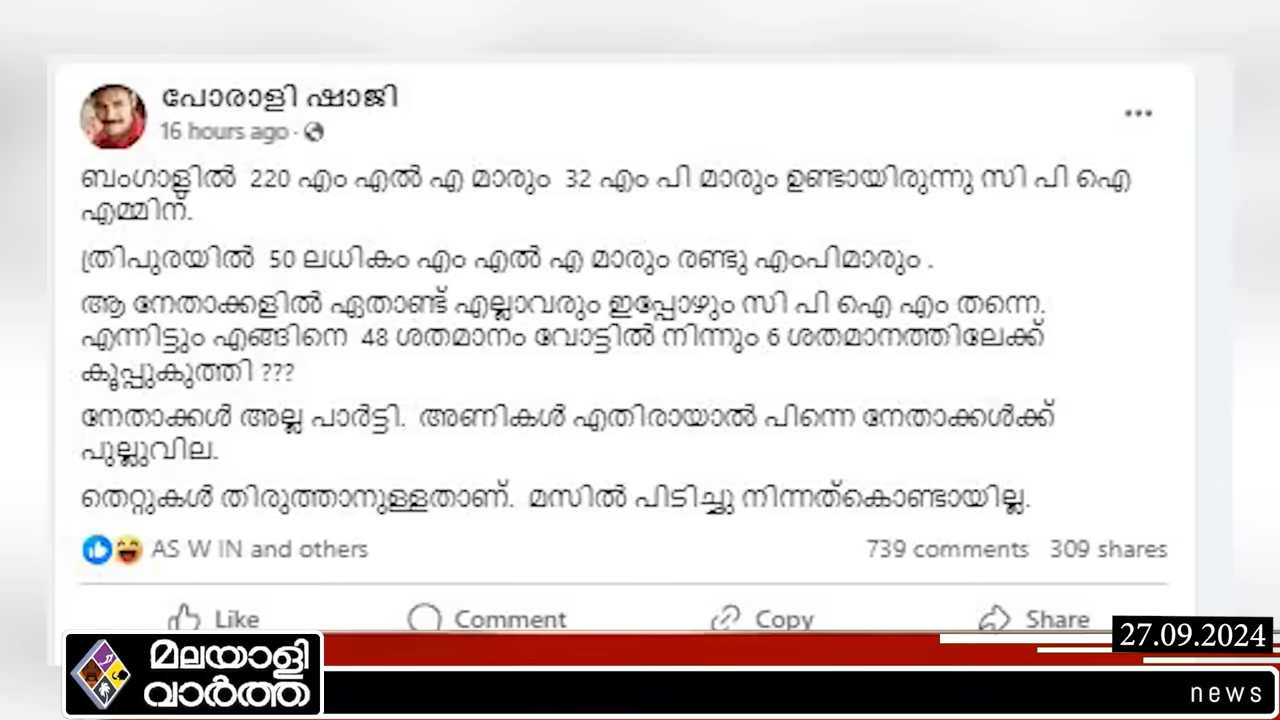 പോരാളി ഷാജി
16 hours ago ·
ബംഗാളിൽ 220 എം എൽ എ മാരും 32 എം പി മാരും ഉണ്ടായിരുന്നു സി പി ഐ
എമ്മിന്.
ത്രിപുരയിൽ 50 ലധികം എം എൽ എ മാരും രണ്ടു എംപിമാരും .
ആ നേതാക്കളിൽ ഏതാണ്ട് എല്ലാവരും ഇപ്പോഴും സി പി ഐ എം തന്നെ.
എന്നിട്ടും എങ്ങിനെ 48 ശതമാനം വോട്ടിൽ നിന്നും 6 ശതമാനത്തിലേക്ക്
കൂപ്പുകുത്തി ???
നേതാക്കൾ അല്ല പാർട്ടി. അണികൾ എതിരായാൽ പിന്നെ നേതാക്കൾക്ക്
പുല്ലുവില.
തെറ്റുകൾ തിരുത്താനുള്ളതാണ്. മസിൽ പിടിച്ചു നിന്നത്കൊണ്ടായില്ല.
AS W IN and others 739 comments 309 shares
Like Comment Copy Share
27.09.2024
മലയാളി
വാർത്ത
news